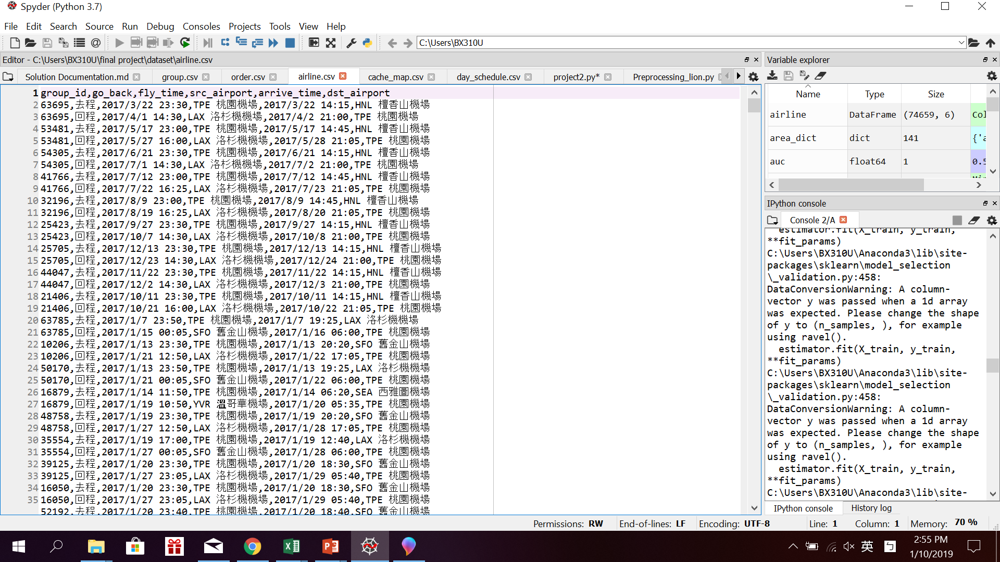 Spyder (Python 3.7)
File Edit Search Source Run Debug Consoles Projects Tools View Help
C:\Users\BX310U
Editor - C:\Users\BX310U\final project\dataset\airline.csv
Solution Documentation.md group.csv order.csv airline.csv cache_map.csv day_schedule.csv project2.py* Preprocessing_lion.py
1 group_id,go_back,fly_time,src_airport,arrive_time,dst_airport
2 63695,去程,2017/3/22 23:30,TPE 桃園機場,2017/3/22 14:15,HNL 檀香山機場
3 63695,回程,2017/4/1 14:30,LAX 洛杉機機場,2017/4/2 21:00,TPE 桃園機場
4 53481,去程,2017/5/17 23:00,TPE 桃園機場,2017/5/17 14:45,HNL 檀香山機場
5 53481,回程,2017/5/27 16:00,LAX 洛杉機機場,2017/5/28 21:05,TPE 桃園機場
6 54305,去程,2017/6/21 23:30,TPE 桃園機場,2017/6/21 14:15,HNL 檀香山機場
7 54305,回程,2017/7/1 14:30,LAX 洛杉機機場,2017/7/2 21:00,TPE 桃園機場
8 41766,去程,2017/7/12 23:00,TPE 桃園機場,2017/7/12 14:45,HNL 檀香山機場
9 41766,回程,2017/7/22 16:25,LAX 洛杉機機場,2017/7/23 21:05,TPE 桃園機場
10 32196,去程,2017/8/9 23:00,TPE 桃園機場,2017/8/9 14:45,HNL 檀香山機場
11 32196,回程,2017/8/19 16:25,LAX 洛杉機機場,2017/8/20 21:05,TPE 桃園機場
12 25423,去程,2017/9/27 23:30,TPE 桃園機場,2017/9/27 14:15,HNL 檀香山機場
13 25423,回程,2017/10/7 14:30,LAX 洛杉機機場,2017/10/8 21:00,TPE 桃園機場
14 25705,去程,2017/12/13 23:30,TPE 桃園機場,2017/12/13 14:15,HNL 檀香山機場
15 25705,回程,2017/12/23 14:30,LAX 洛杉機機場,2017/12/24 21:00,TPE 桃園機場
16 44047,去程,2017/11/22 23:30,TPE 桃園機場,2017/11/22 14:15,HNL 檀香山機場
17 44047,回程,2017/12/2 14:30,LAX 洛杉機機場,2017/12/3 21:00,TPE 桃園機場
18 21406,去程,2017/10/11 23:30,TPE 桃園機場,2017/10/11 14:15,HNL 檀香山機場
19 21406,回程,2017/10/21 16:00,LAX 洛杉機機場,2017/10/22 21:05,TPE 桃園機場
20 63785,去程,2017/1/7 23:50,TPE 桃園機場,2017/1/7 19:25,LAX 洛杉機機場
21 63785,回程,2017/1/15 00:05,SFO 舊金山機場,2017/1/16 06:00,TPE 桃園機場
22 10206,去程,2017/1/13 23:30,TPE 桃園機場,2017/1/13 20:20,SFO 舊金山機場
23 10206,回程,2017/1/21 12:50,LAX 洛杉機機場,2017/1/22 17:05,TPE 桃園機場
24 50170,去程,2017/1/13 23:50,TPE 桃園機場,2017/1/13 19:25,LAX 洛杉機機場
25 50170,回程,2017/1/21 00:05,SFO 舊金山機場,2017/1/22 06:00,TPE 桃園機場
26 16879,去程,2017/1/14 11:50,TPE 桃園機場,2017/1/14 06:20,SEA 西雅圖機場
27 16879,回程,2017/1/19 10:50,YVR 溫哥華機場,2017/1/20 05:35,TPE 桃園機場
28 48758,去程,2017/1/19 23:30,TPE 桃園機場,2017/1/19 20:20,SFO 舊金山機場
29 48758,回程,2017/1/27 12:50,LAX 洛杉機機場,2017/1/28 17:05,TPE 桃園機場
30 35554,去程,2017/1/19 17:00,TPE 桃園機場,2017/1/19 12:40,LAX 洛杉機機場
31 35554,回程,2017/1/27 00:05,SFO 舊金山機場,2017/1/28 06:00,TPE 桃園機場
32 39125,去程,2017/1/20 23:30,TPE 桃園機場,2017/1/20 18:30,SFO 舊金山機場
33 39125,回程,2017/1/27 23:05,LAX 洛杉機機場,2017/1/29 05:40,TPE 桃園機場
34 16050,去程,2017/1/20 23:30,TPE 桃園機場,2017/1/20 18:30,SFO 舊金山機場
35 16050,回程,2017/1/27 23:05,LAX 洛杉機機場,2017/1/29 05:40,TPE 桃園機場
52192,去程,2017/1/20 23:40,TPE 桃園機場,2017/1/20 18:40,SFO 舊金山機場
Variable explorer
Name Type Size
airline DataFrame (74659, 6) Col
area_dict dict 141 {'a
auc float64 1 0.5
IPython console
Console 2/A
estimator.fit(X_train, y_train,
**fit_params)
C:\Users\BX310U\Anaconda3\lib\site-
packages\sklearn\model_selection
\_validation.py:458:
DataConversionWarning: A column-
vector y was passed when a 1d array
was expected. Please change the shape
of y to (n_samples, ), for example
using ravel().
estimator.fit(X_train, y_train,
**fit_params)
C:\Users\BX310U\Anaconda3\lib\site-
packages\sklearn\model_selection
\_validation.py:458:
DataConversionWarning: A column-
vector y was passed when a 1d array
was expected. Please change the shape
of y to (n_samples, ), for example
using ravel().
estimator.fit(X_train, y_train,
**fit_params)
C:\Users\BX310U\Anaconda3\lib\site-
IPython console History log
Permissions: RW End-of-lines: LF Encoding: UTF-8 Line: 1 Column: 1 Memory: 70 %
英 ㄅ
2:55 PM
1/10/2019